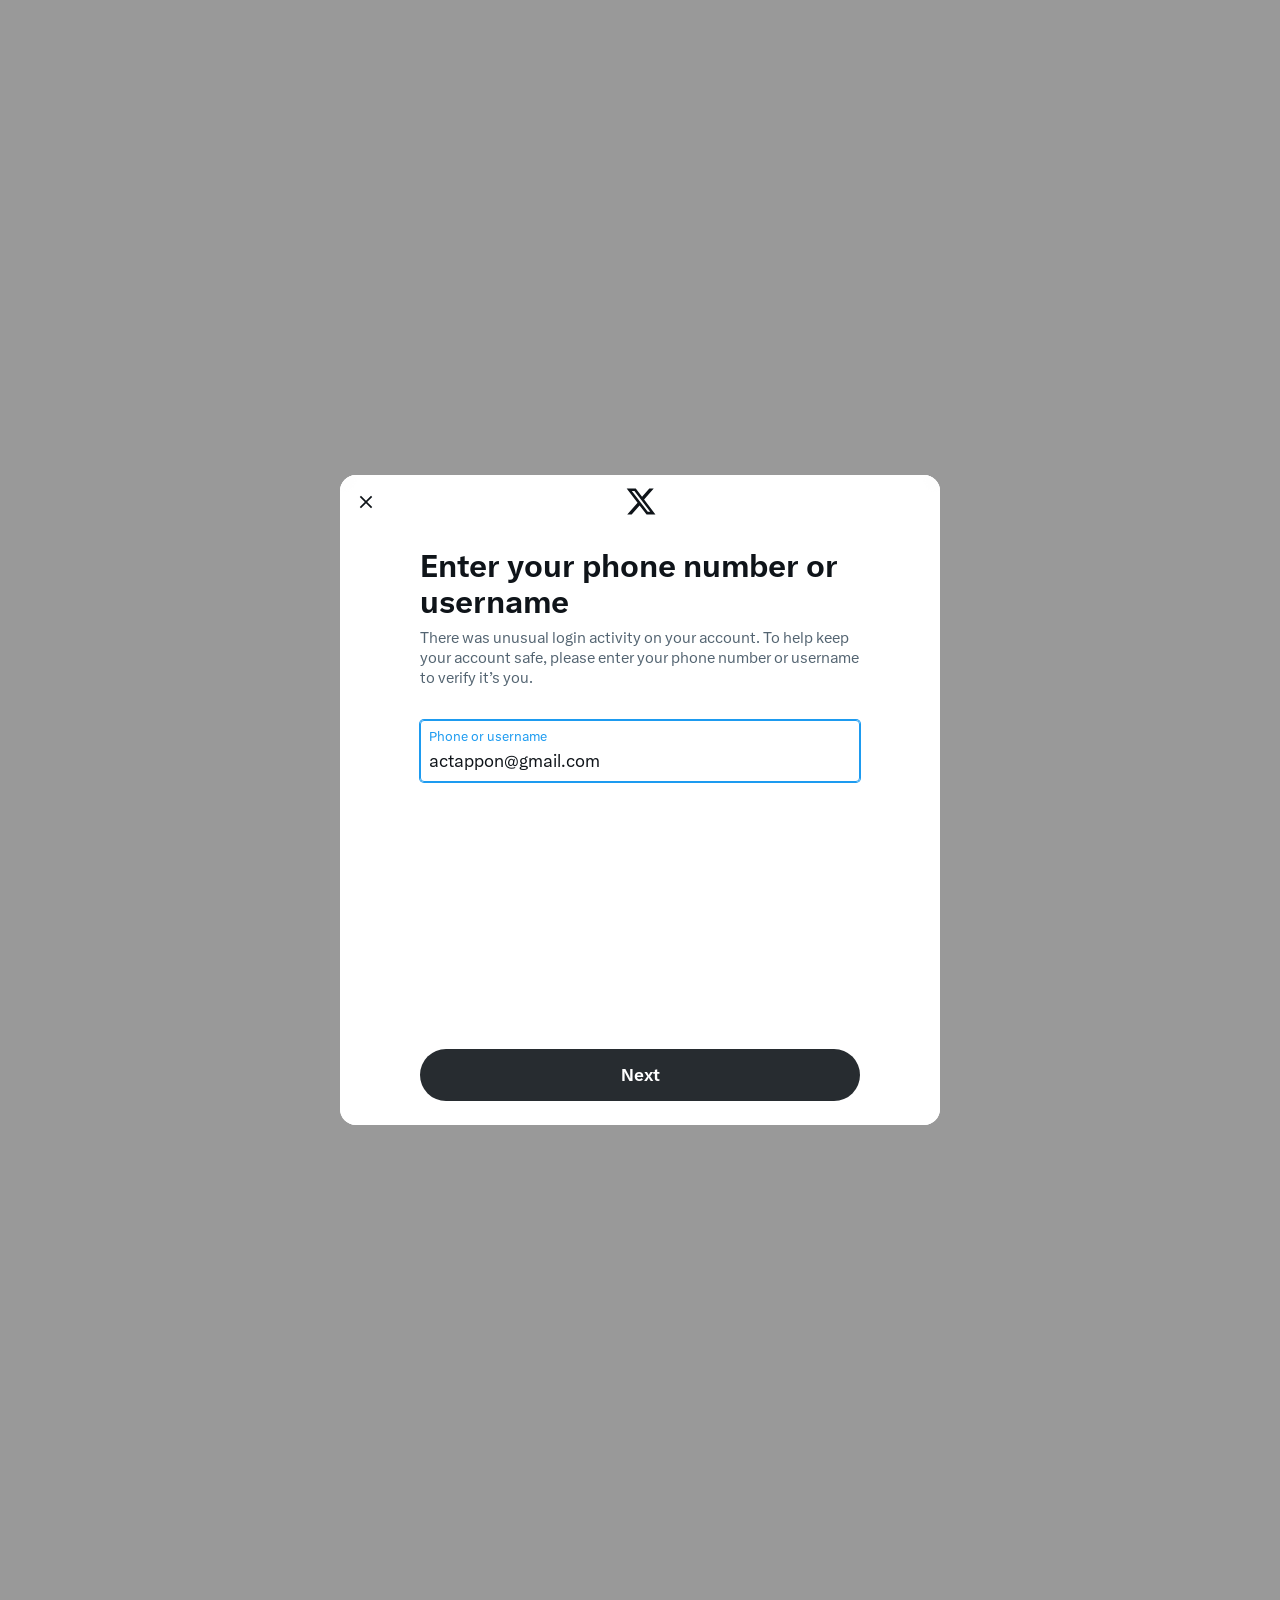 Enter your phone number or
username
There was unusual login activity on your account. To help keep
your account safe, please enter your phone number or username
to verify it’s you.
Phone or username
actappon@gmail.com
Next